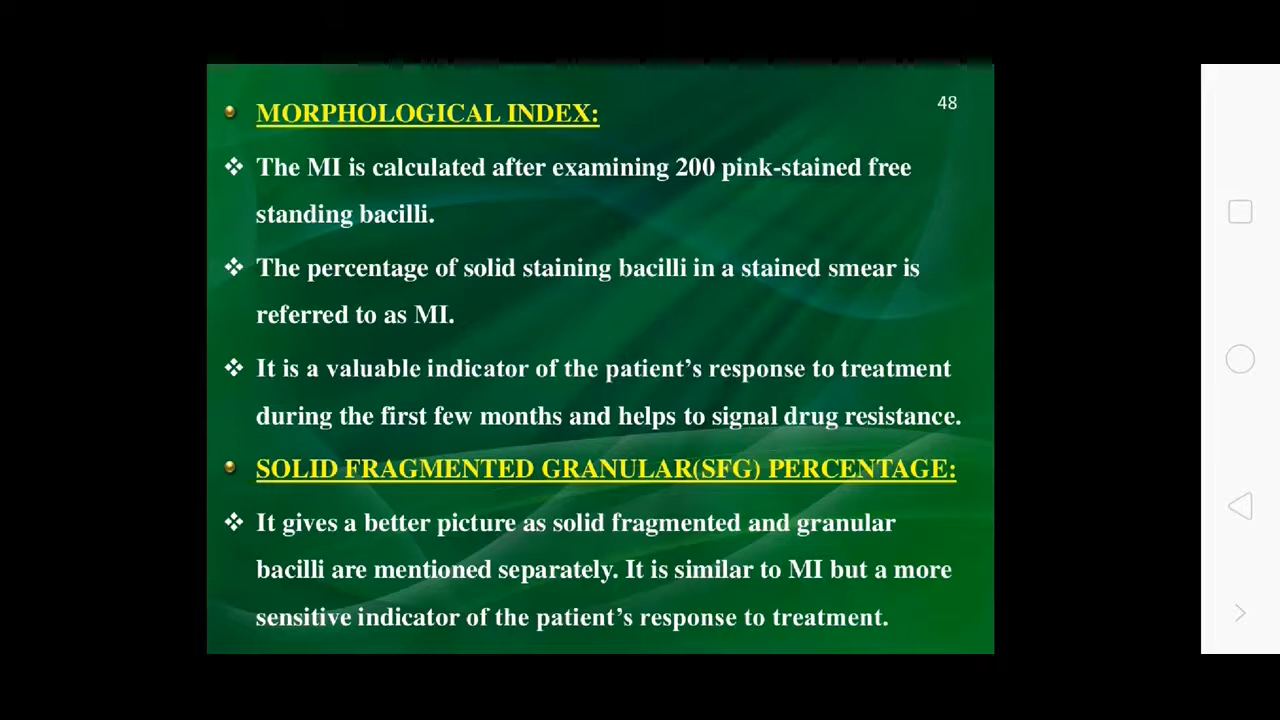 48
MORPHOLOGICAL INDEX:
The MI is calculated after examining 200 pink-stained free
standing bacilli.
The percentage of solid staining bacilli in a stained smear is
referred to as MI.
It is a valuable indicator of the patient’s response to treatment
during the first few months and helps to signal drug resistance.
SOLID FRAGMENTED GRANULAR(SFG) PERCENTAGE:
It gives a better picture as solid fragmented and granular
bacilli are mentioned separately. It is similar to MI but a more
sensitive indicator of the patient’s response to treatment.